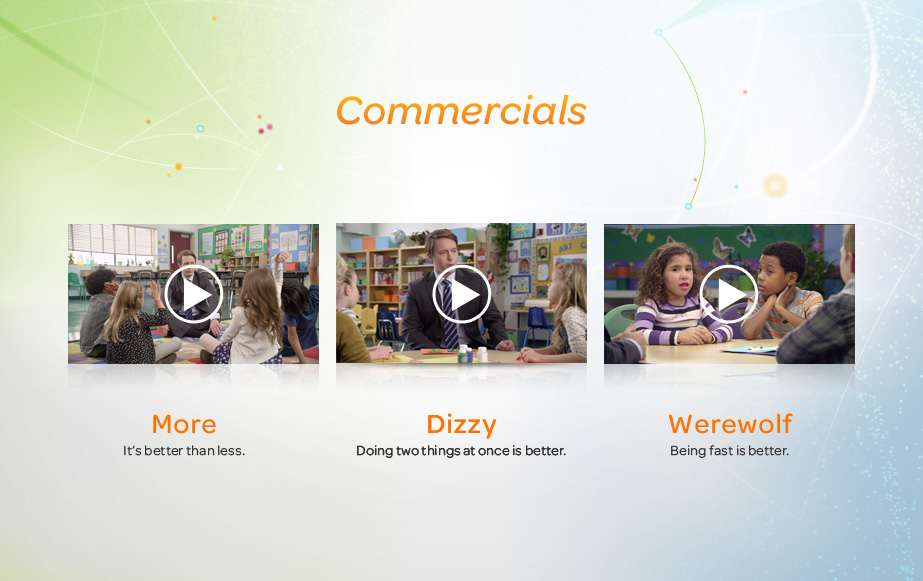 Commercials
ART C
More
It's better than less.
Dizzy
Doing two things at once is better.
Werewolf
Being fast is better.